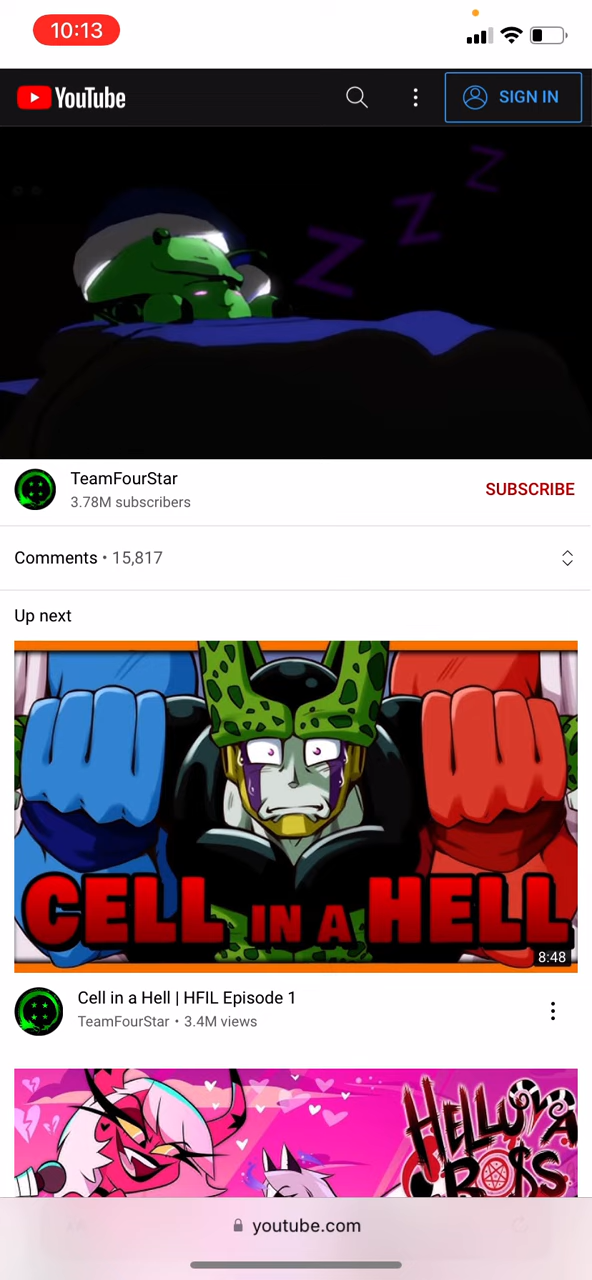 10:13
YouTube
SIGN IN
Z
Z
Z
TeamFourStar
3.78M subscribers
SUBSCRIBE
Comments • 15,817
Up next
CELL IN A HELL
8:48
Cell in a Hell | HFIL Episode 1
TeamFourStar • 3.4M views
HELLUVA
BOSS
youtube.com